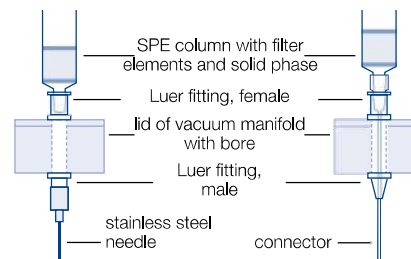 SPE column with filter
elements and solid phase
Luer fitting, female
lid of vacuum manifold
with bore
Luer fitting,
male
stainless steel
needle
connector